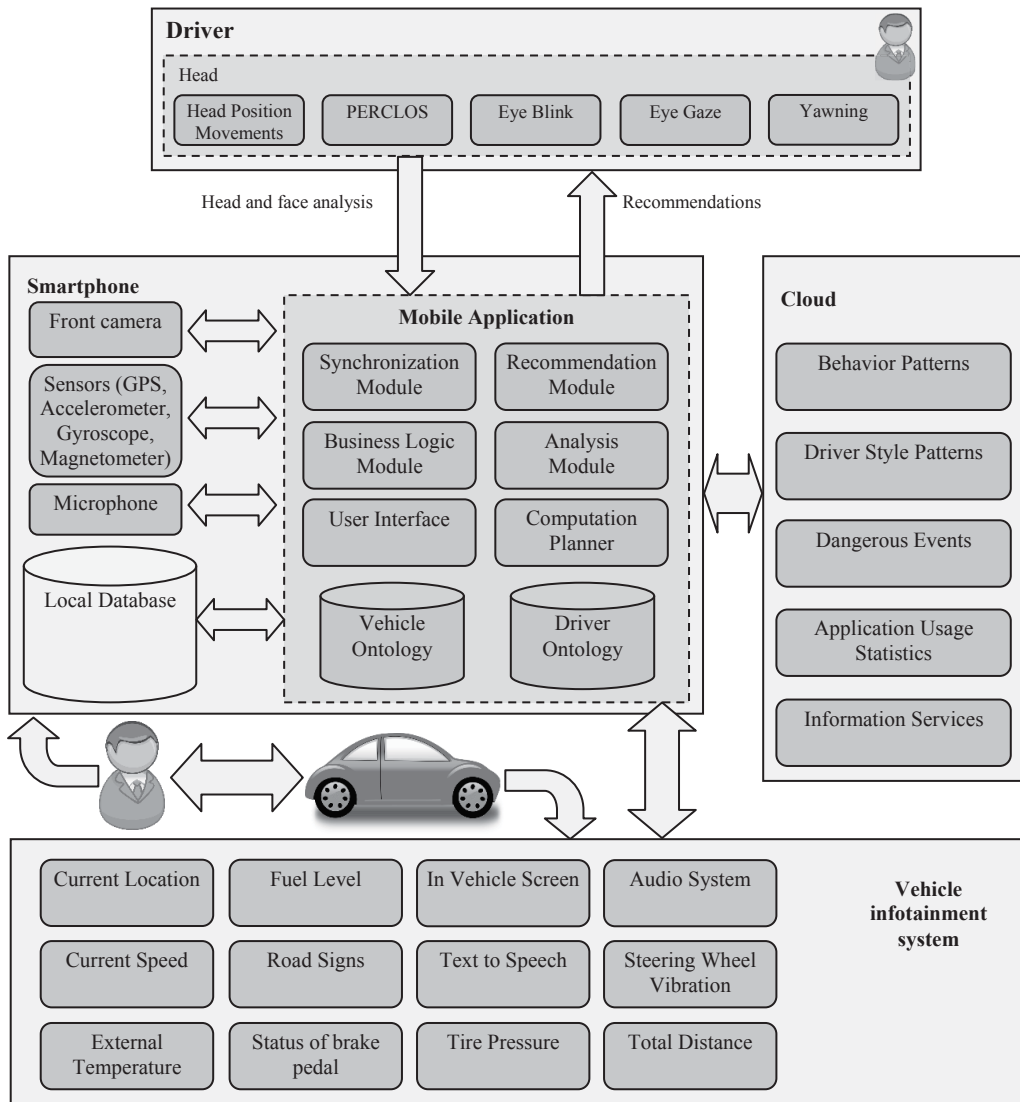 Driver
Head
Head Position
Movements
PERCLOS
Eye Blink
Eye Gaze
Yawning
Head and face analysis
Recommendations
Smartphone
Front camera
Sensors (GPS,
Accelerometer,
Gyroscope,
Magnetometer)
Microphone
Local Database
Mobile Application
Synchronization
Module
Recommendation
Module
Business Logic
Module
Analysis
Module
User Interface
Computation
Planner
Vehicle
Ontology
Driver
Ontology
Cloud
Behavior Patterns
Driver Style Patterns
Dangerous Events
Application Usage
Statistics
Information Services
Current Location
Fuel Level
In Vehicle Screen
Audio System
Current Speed
Road Signs
Text to Speech
Steering Wheel
Vibration
External
Temperature
Status of brake
pedal
Tire Pressure
Total Distance
Vehicle
infotainment
system